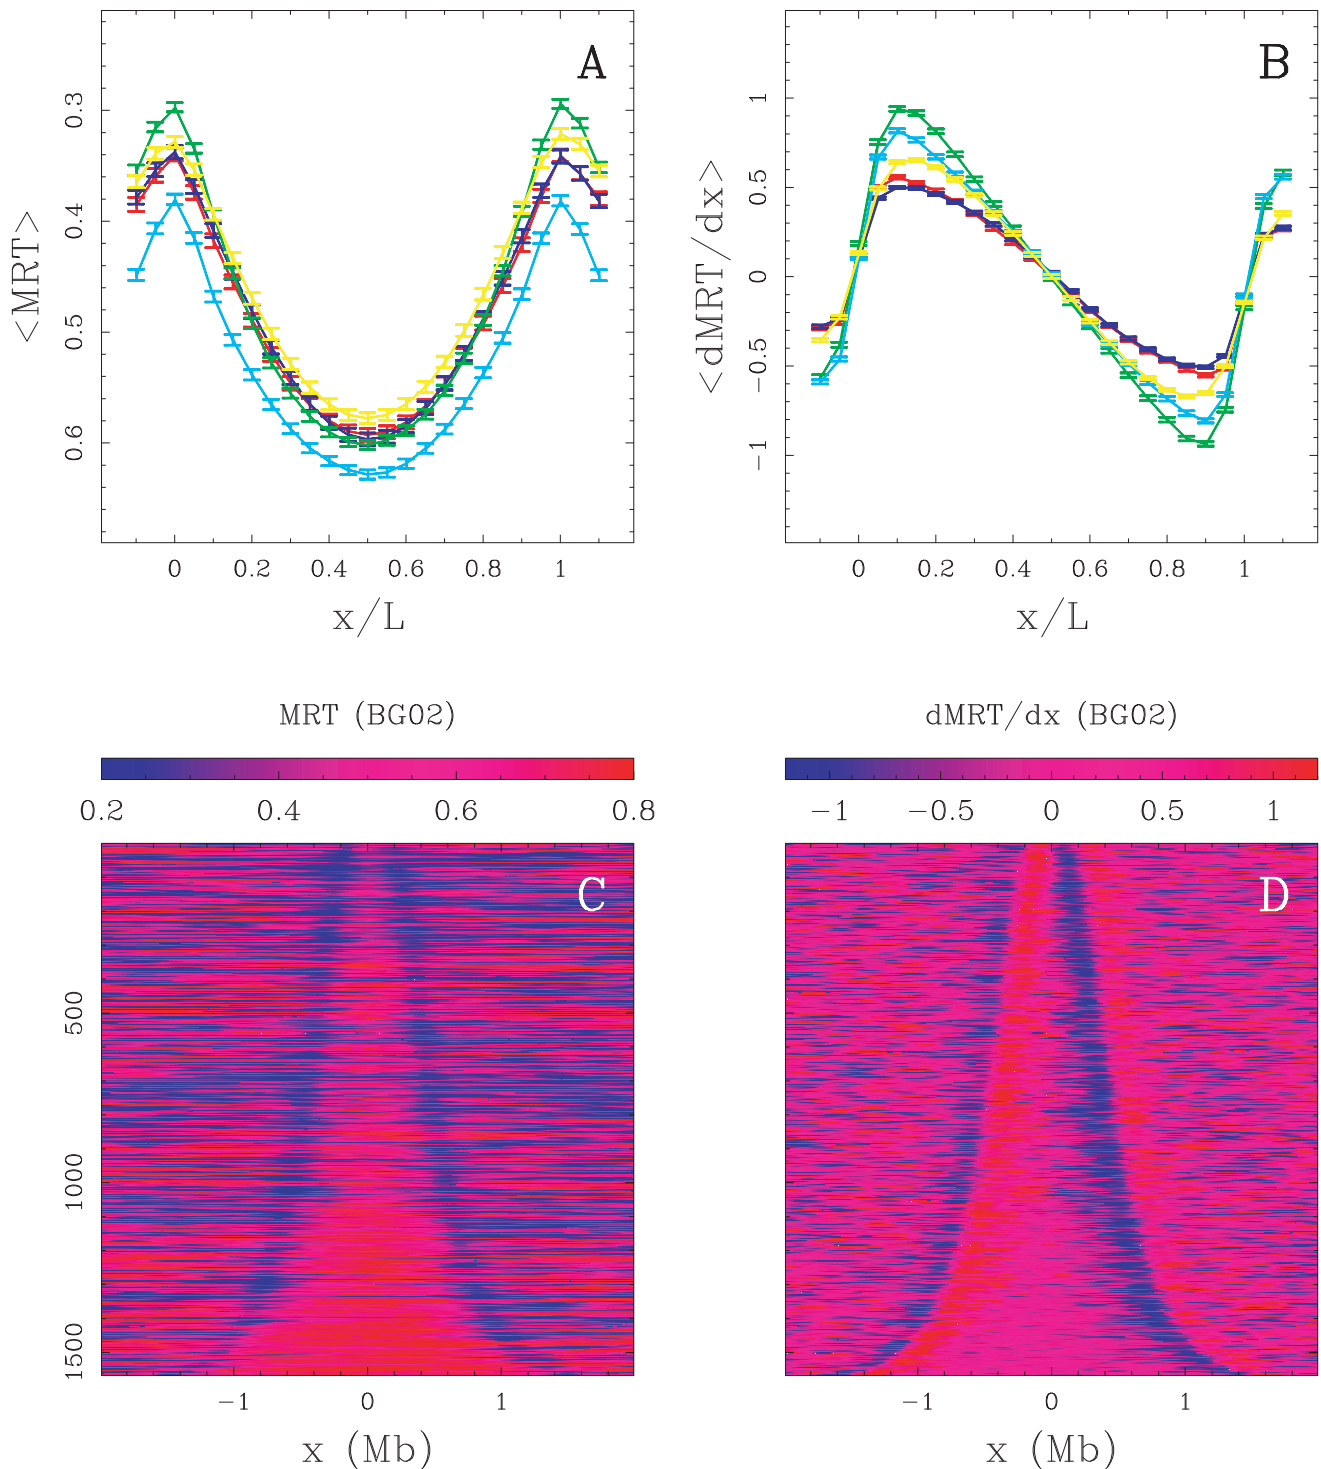 A
<MRT>
0.3
0.4
0.5
0.6
0 0.2 0.4 0.6 0.8 1
x/L
B
<dMRT/dx>
1
0.5
0
−0.5
−1
0 0.2 0.4 0.6 0.8 1
x/L
MRT (BG02)
0.2 0.4 0.6 0.8
dMRT/dx (BG02)
−1 −0.5 0 0.5 1
C
500
1000
1500
−1 0 1
x (Mb)
D
−1 0 1
x (Mb)